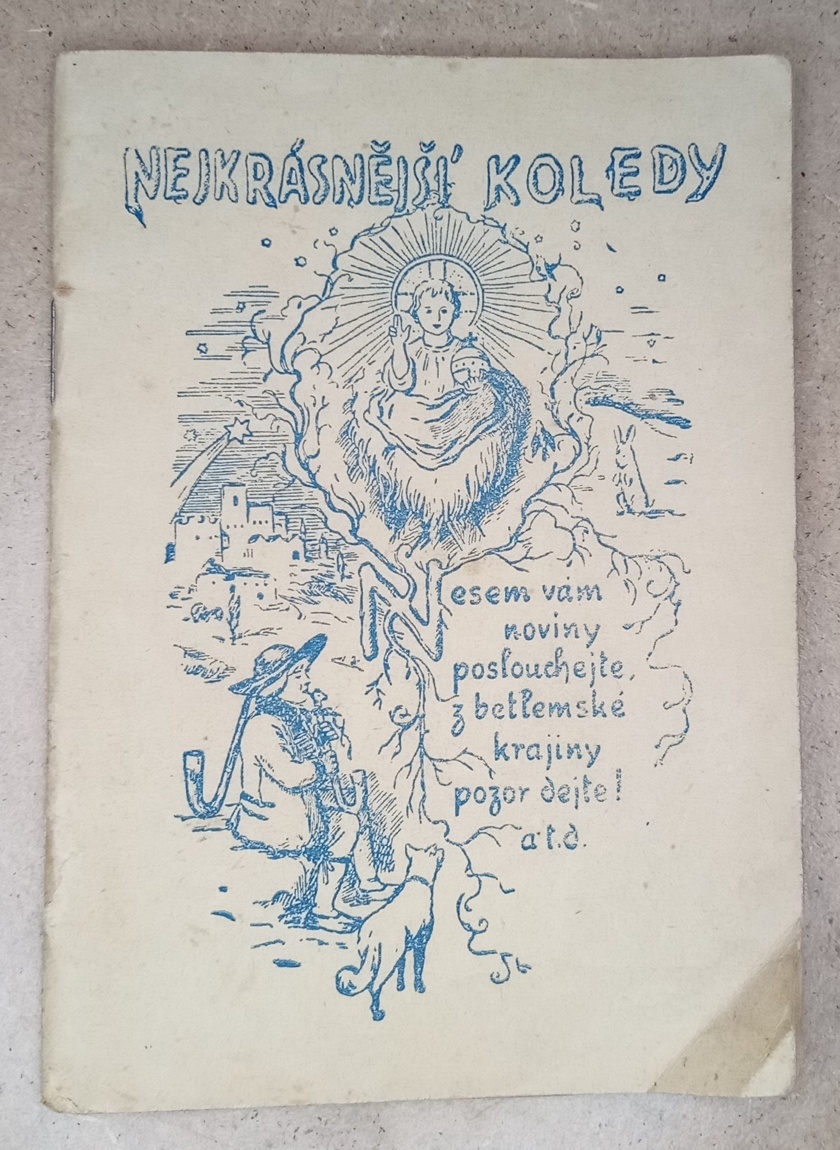 NEJKRÁSNĚJŠÍ KOLEDY
Nesem vám
noviny
poslouchejte,
z betlemské
krajiny
pozor dejte!
a.t.d.